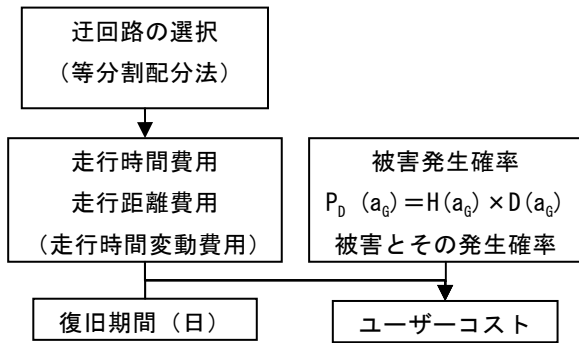 迂回路の選択
（等分割配分法）
走行時間費用
走行距離費用
(走行時間変動費用)
被害発生確率
P_D (a_G)＝H(a_G)×D(a_G)
被害とその発生確率
復旧期間（日）
ユーザーコスト